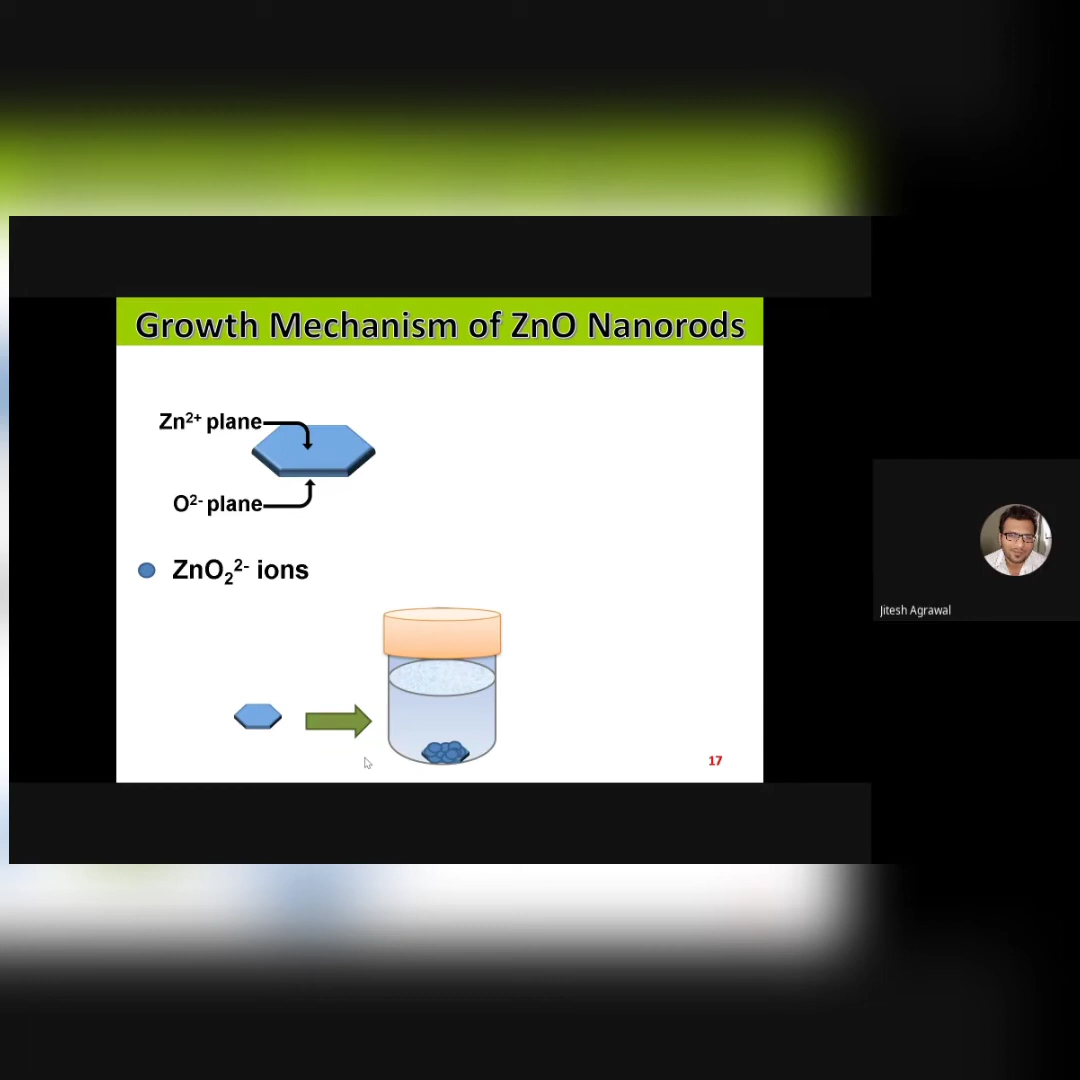 Growth Mechanism of ZnO Nanorods
Zn²⁺ plane
O²⁻ plane
ZnO₂²⁻ ions
17
Jitesh Agrawal